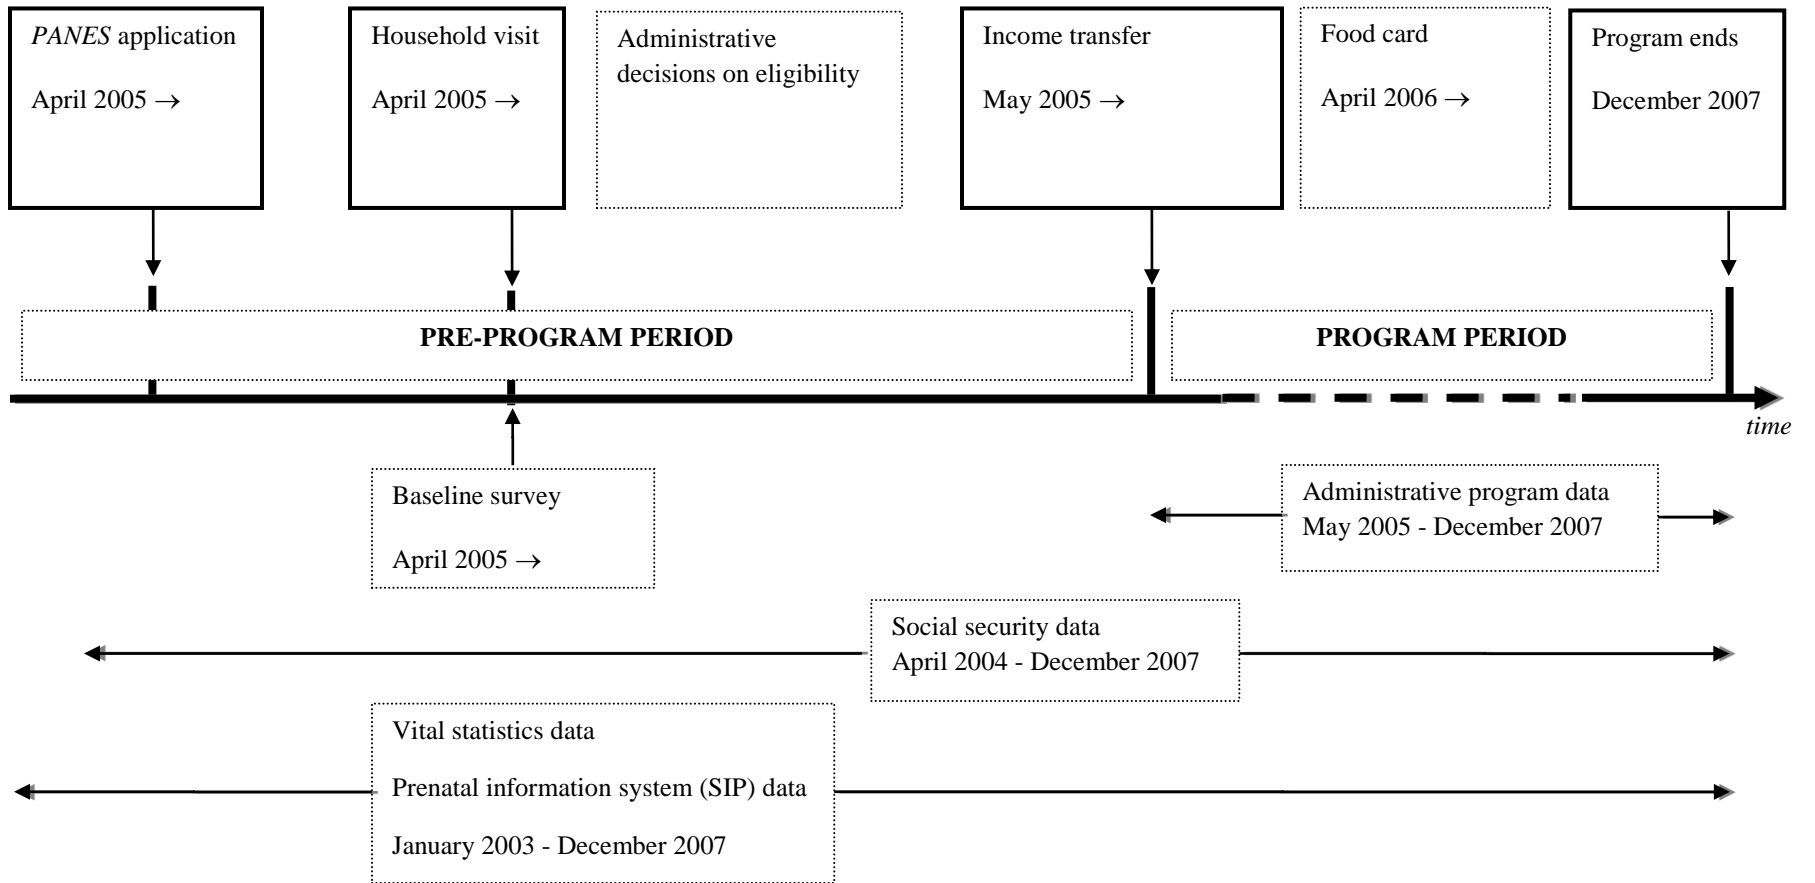 PANES application
April 2005 →
Household visit
April 2005 →
Administrative
decisions on eligibility
Income transfer
May 2005 →
Food card
April 2006 →
Program ends
December 2007
PRE-PROGRAM PERIOD
PROGRAM PERIOD
time
Baseline survey
April 2005 →
Administrative program data
May 2005 - December 2007
Social security data
April 2004 - December 2007
Vital statistics data
Prenatal information system (SIP) data
January 2003 - December 2007